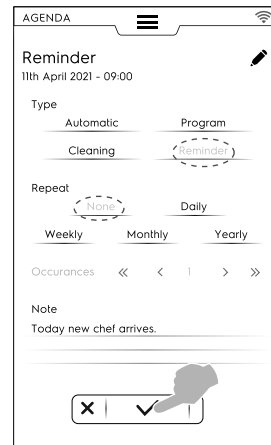 AGENDA
Reminder
11th April 2021 - 09:00
Type
Automatic Program
Cleaning Reminder
Repeat
None Daily
Weekly Monthly Yearly
Occurances « < 1 > »
Note
Today new chef arrives.